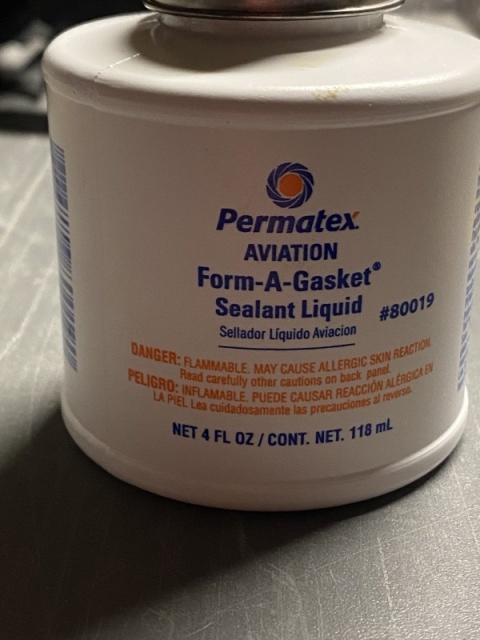 Permatex
AVIATION
Form-A-Gasket®
Sealant Liquid #80019
Sellador Líquido Aviacion
DANGER: FLAMMABLE. MAY CAUSE ALLERGIC SKIN REACTION.
Read carefully other cautions on back panel.
PELIGRO: INFLAMABLE. PUEDE CAUSAR REACCIÓN ALÉRGICA EN
LA PIEL Lea cuidadosamente las precauciones al reverso.
NET 4 FL OZ / CONT. NET. 118 mL